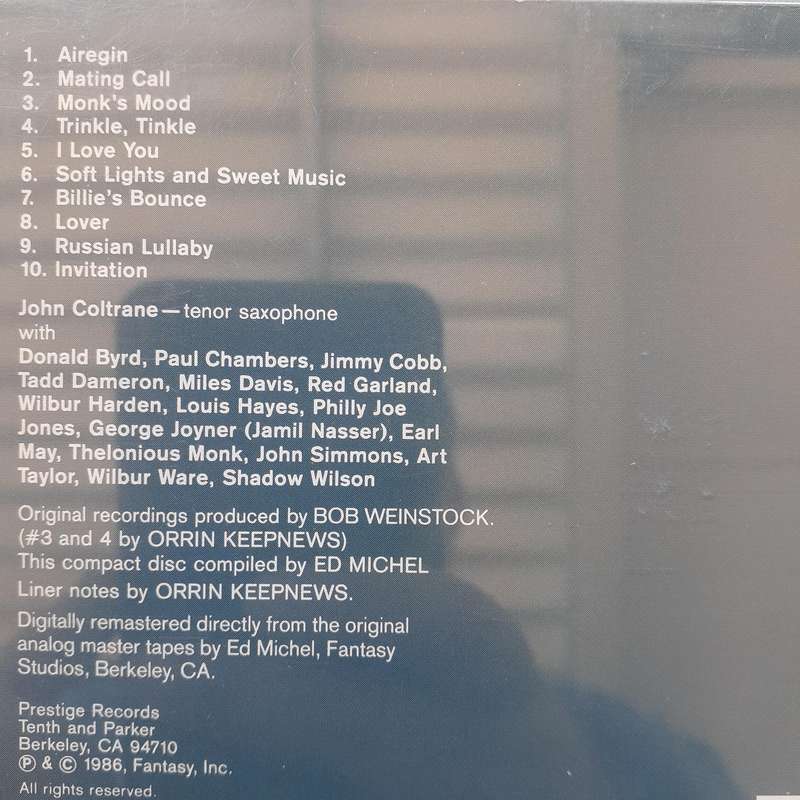 1. Airegin
2. Mating Call
3. Monk's Mood
4. Trinkle, Tinkle
5. I Love You
6. Soft Lights and Sweet Music
7. Billie's Bounce
8. Lover
9. Russian Lullaby
10. Invitation
John Coltrane—tenor saxophone
with
Donald Byrd, Paul Chambers, Jimmy Cobb,
Tadd Dameron, Miles Davis, Red Garland,
Wilbur Harden, Louis Hayes, Philly Joe
Jones, George Joyner (Jamil Nasser), Earl
May, Thelonious Monk, John Simmons, Art
Taylor, Wilbur Ware, Shadow Wilson
Original recordings produced by BOB WEINSTOCK.
(#3 and 4 by ORRIN KEEPNEWS)
This compact disc compiled by ED MICHEL
Liner notes by ORRIN KEEPNEWS.
Digitally remastered directly from the original
analog master tapes by Ed Michel, Fantasy
Studios, Berkeley, CA.
Prestige Records
Tenth and Parker
Berkeley, CA 94710
℗ & © 1986, Fantasy, Inc.
All rights reserved.